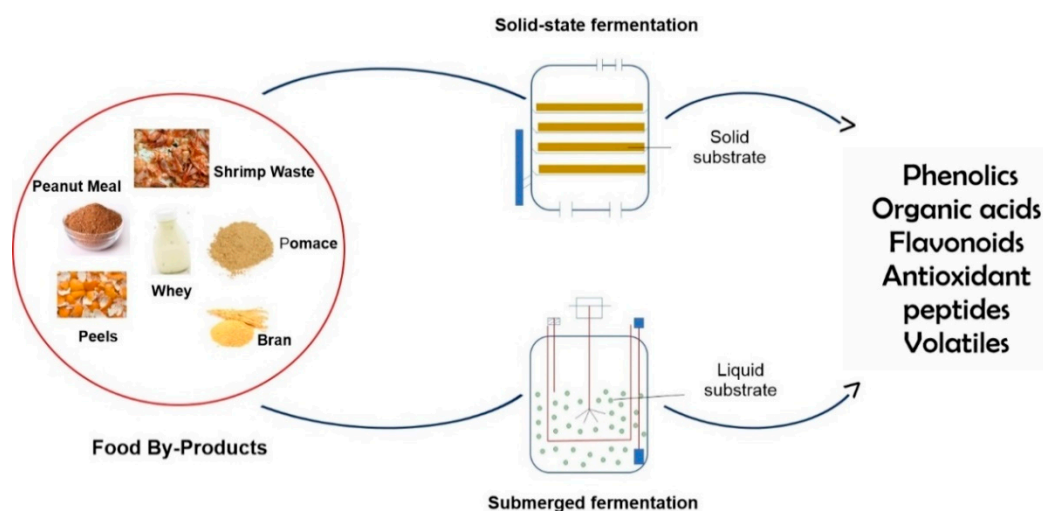 Solid-state fermentation
Solid
substrate
Shrimp Waste
Peanut Meal
Pomace
Whey
Peels
Bran
Food By-Products
Liquid
substrate
Submerged fermentation
Phenolics
Organic acids
Flavonoids
Antioxidant
peptides
Volatiles